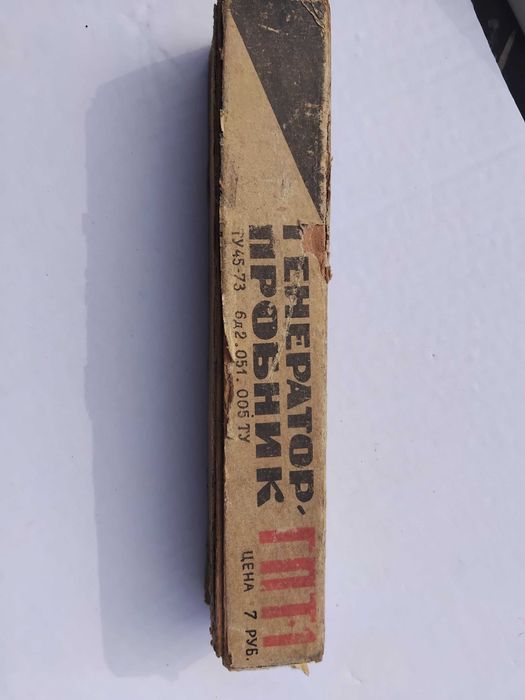 ГЕНЕРАТОР-
ПРОБНИК ГПТ-1
ТУ45-73 6д2.051.005 ТУ
ЦЕНА 7 РУБ.